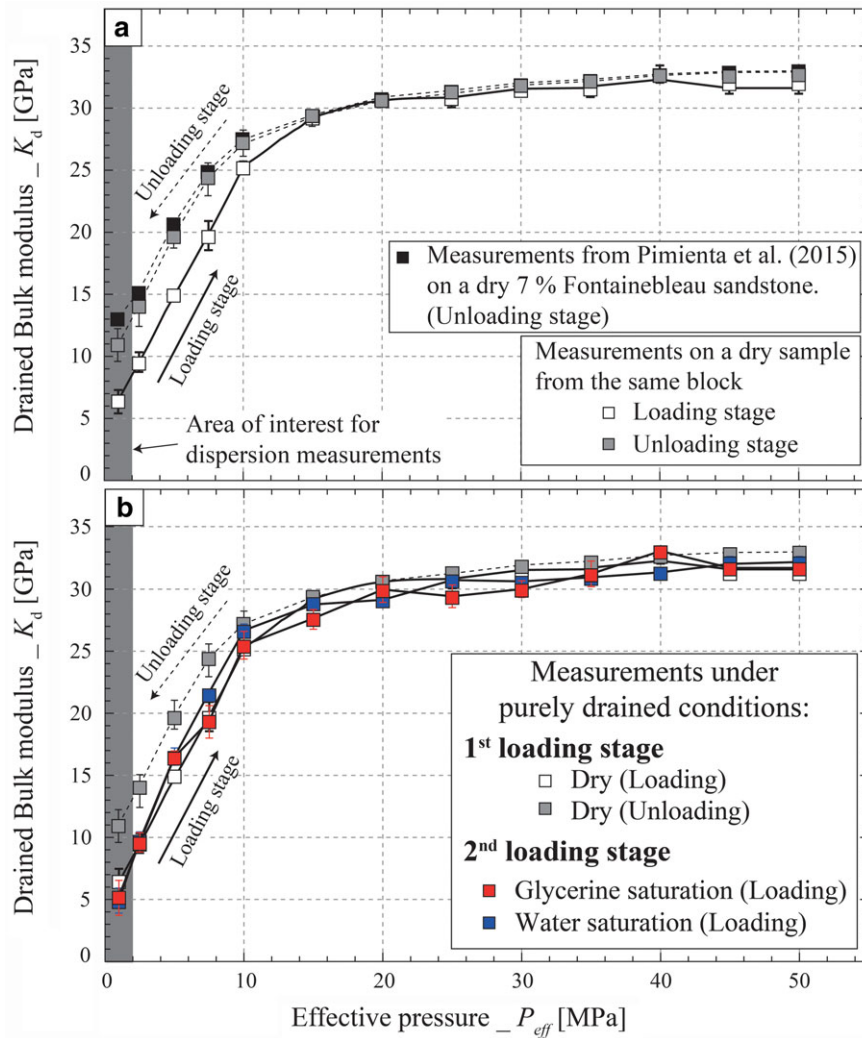 a
Drained Bulk modulus _ K_d [GPa]
35
30
25
20
15
10
5
0
Unloading stage
Loading stage
Measurements from Pimienta et al. (2015)
on a dry 7 % Fontainebleau sandstone.
(Unloading stage)
Measurements on a dry sample
from the same block
Loading stage
Unloading stage
Area of interest for
dispersion measurements
b
Drained Bulk modulus _ K_d [GPa]
35
30
25
20
15
10
5
0
Unloading stage
Loading stage
Measurements under
purely drained conditions:
1st loading stage
Dry (Loading)
Dry (Unloading)
2nd loading stage
Glycerine saturation (Loading)
Water saturation (Loading)
0 10 20 30 40 50
Effective pressure _ P_eff [MPa]